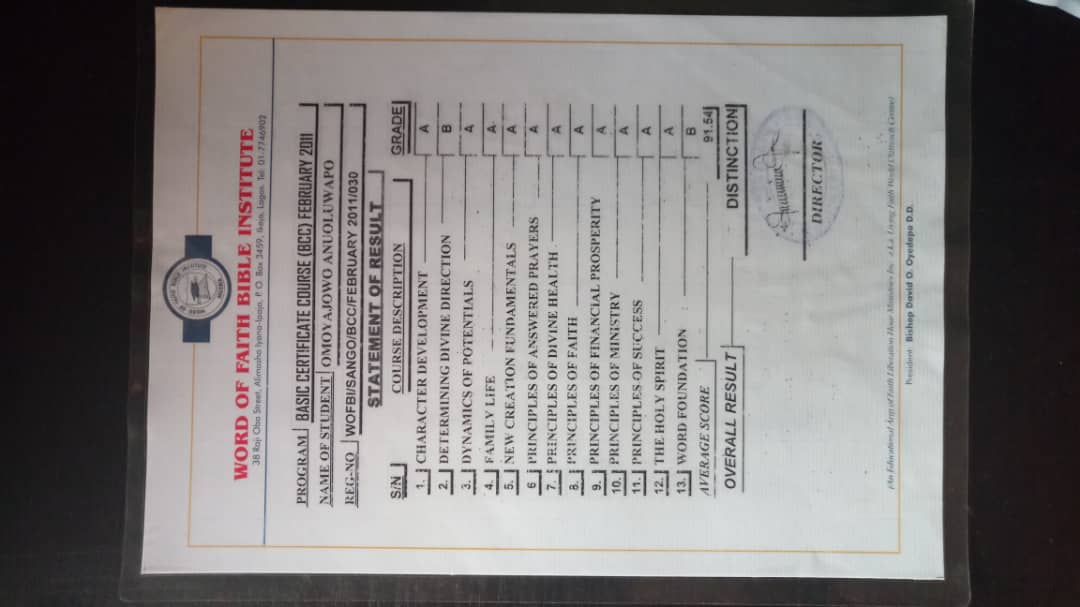 WORD OF FAITH BIBLE INSTITUTE
38 Raji Oba Street, Alimosho Iyana-Ipaja, P. O. Box 3459, Ikeja, Lagos. Tel: 01-7746902
PROGRAM BASIC CERTIFICATE COURSE (BCC) FEBRUARY 2011
NAME OF STUDENT OMOYAJOWO ANUOLUWAPO
REG-NO WOFBI/SANGO/BCC/FEBRUARY 2011/030
STATEMENT OF RESULT
S/N COURSE DESCRIPTION GRADE
1. CHARACTER DEVELOPMENT A
2. DETERMINING DIVINE DIRECTION B
3. DYNAMICS OF POTENTIALS A
4. FAMILY LIFE A
5. NEW CREATION FUNDAMENTALS A
6 PRINCIPLES OF ANSWERED PRAYERS A
7. PRINCIPLES OF DIVINE HEALTH A
8. PRINCIPLES OF FAITH A
9. PRINCIPLES OF FINANCIAL PROSPERITY A
10. PRINCIPLES OF MINISTRY A
11. PRINCIPLES OF SUCCESS A
12. THE HOLY SPIRIT A
13. WORD FOUNDATION B
AVERAGE SCORE 91.54
OVERALL RESULT DISTINCTION
DIRECTOR
(An Educational Arm of Faith Liberation Hour Ministries Inc. a.k.a. Living Faith World Outreach Centre)
President: Bishop David O. Oyedepo D.D.